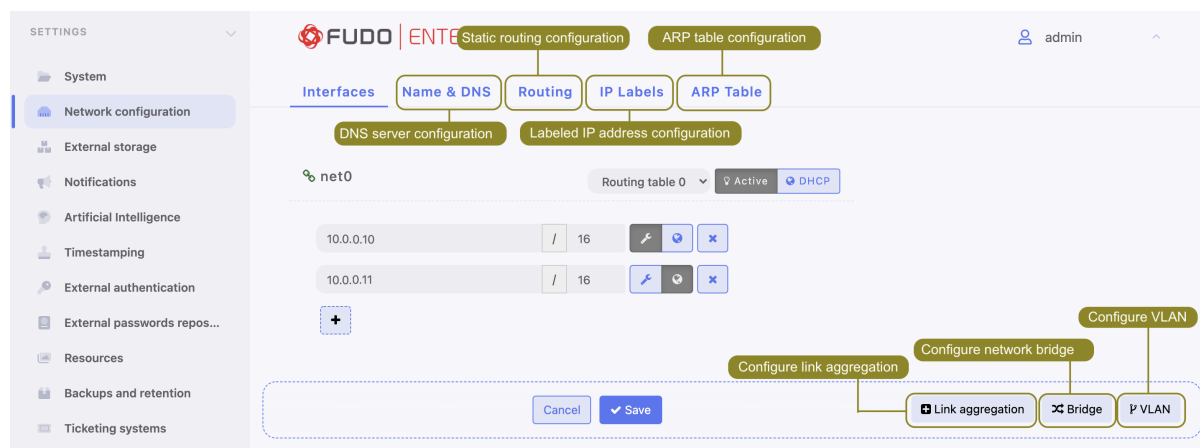 SETTINGS
FUDO ENTE
Static routing configuration
ARP table configuration
admin
System
Interfaces
Name & DNS
Routing
IP Labels
ARP Table
Network configuration
DNS server configuration
Labeled IP address configuration
External storage
net0
Routing table 0
Active
DHCP
Notifications
Artificial Intelligence
10.0.0.10 / 16
Timestamping
10.0.0.11 / 16
External authentication
+
External passwords repos...
Configure VLAN
Configure network bridge
Configure link aggregation
Resources
Backups and retention
Cancel
Save
Link aggregation
Bridge
VLAN
Ticketing systems